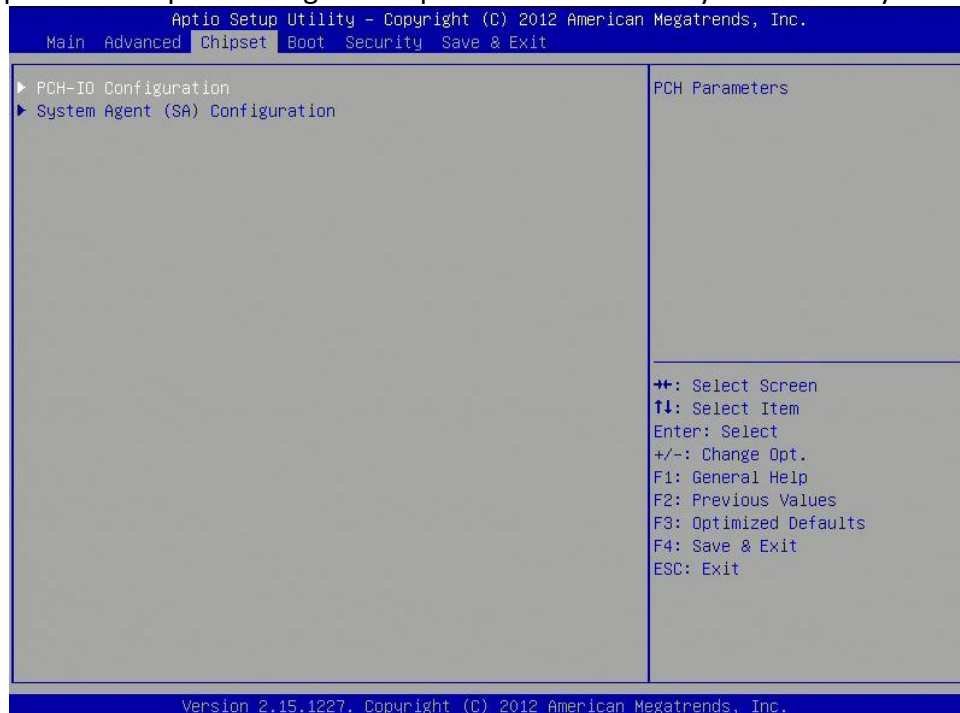 Aptio Setup Utility – Copyright (C) 2012 American Megatrends, Inc.
Main Advanced Chipset Boot Security Save & Exit
PCH-IO Configuration
System Agent (SA) Configuration
PCH Parameters
→←: Select Screen
↑↓: Select Item
Enter: Select
+/-: Change Opt.
F1: General Help
F2: Previous Values
F3: Optimized Defaults
F4: Save & Exit
ESC: Exit
Version 2.15.1227. Copyright (C) 2012 American Megatrends, Inc.